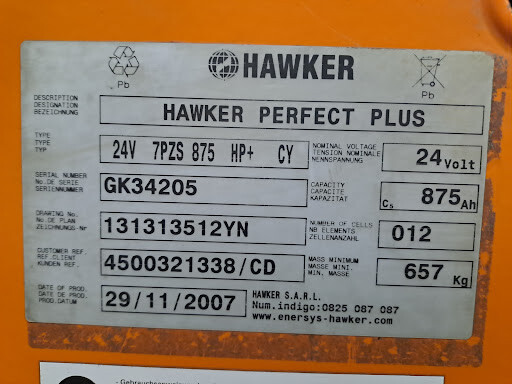 HAWKER
Pb
Pb
DESCRIPTION
DESIGNATION
BEZEICHNUNG
HAWKER PERFECT PLUS
TYPE
TYPE
TYP
24V 7PZS 875 HP+ CY
NOMINAL VOLTAGE
TENSION NOMINALE
NENNSPANNUNG
24Volt
SERIAL NUMBER
No.DE SERIE
SERIENNUMMER
GK34205
CAPACITY
CAPACITE
KAPAZITAT
C5 875Ah
DRAWING No.
No.DE PLAN
ZEICHNUNGS-Nr
131313512YN
NUMBER OF CELLS
NB ELEMENTS
ZELLENANZAHL
012
CUSTOMER REF.
REF.CLIENT
KUNDEN REF.
4500321338/CD
MASS MINIMUM
MASSE MINI.
MIN. MASSE
657 Kg
DATE OF PROD.
DATE DE PROD.
PROD.DATUM
29/11/2007
HAWKER S.A.R.L.
Num.indigo:0825 087 087
www.enersys-hawker.com